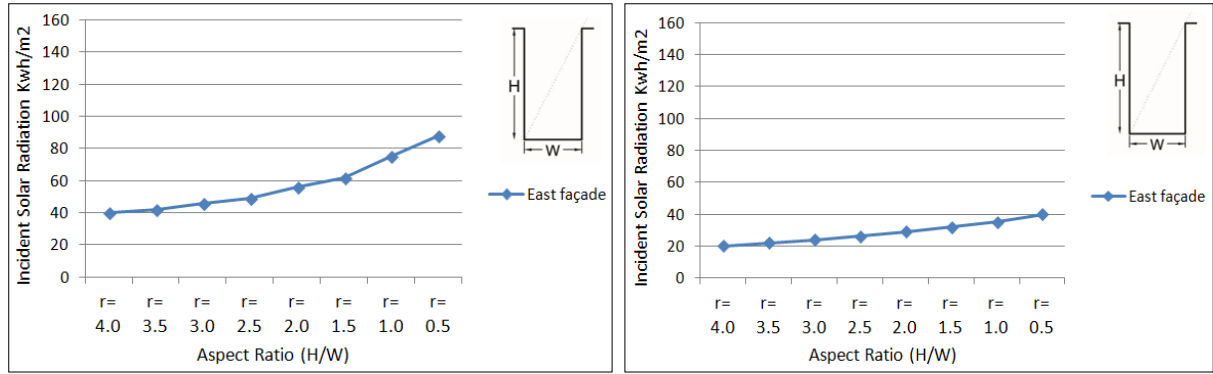 Incident Solar Radiation Kwh/m2
160
140
120
100
80
60
40
20
0
r= r= r= r= r= r= r= r=
4.0 3.5 3.0 2.5 2.0 1.5 1.0 0.5
Aspect Ratio (H/W)
H
W
East façade
Incident Solar Radiation Kwh/m2
160
140
120
100
80
60
40
20
0
r= r= r= r= r= r= r= r=
4.0 3.5 3.0 2.5 2.0 1.5 1.0 0.5
Aspect Ratio (H/W)
H
W
East façade